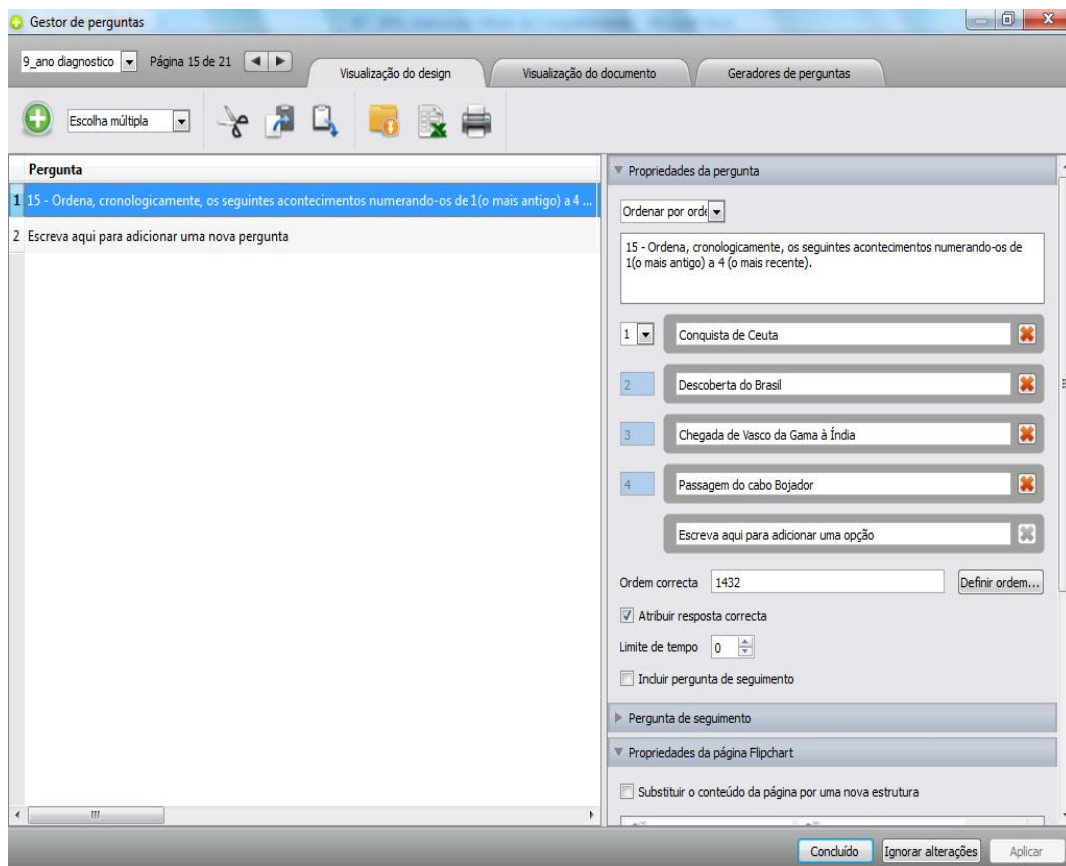 Gestor de perguntas
9_ano diagnostico
Página 15 de 21
Visualização do design
Visualização do documento
Geradores de perguntas
Escolha múltipla
Pergunta
1 15 - Ordena, cronologicamente, os seguintes acontecimentos numerando-os de 1(o mais antigo) a 4 ...
2 Escreva aqui para adicionar uma nova pergunta
Propriedades da pergunta
Ordenar por orde
15 - Ordena, cronologicamente, os seguintes acontecimentos numerando-os de
1(o mais antigo) a 4 (o mais recente).
1 Conquista de Ceuta
2 Descoberta do Brasil
3 Chegada de Vasco da Gama à Índia
4 Passagem do cabo Bojador
Escreva aqui para adicionar uma opção
Ordem correcta 1432 Definir ordem...
Atribuir resposta correcta
Limite de tempo 0
Incluir pergunta de seguimento
Pergunta de seguimento
Propriedades da página Flipchart
Substituir o conteúdo da página por uma nova estrutura
Concluído Ignorar alterações Aplicar